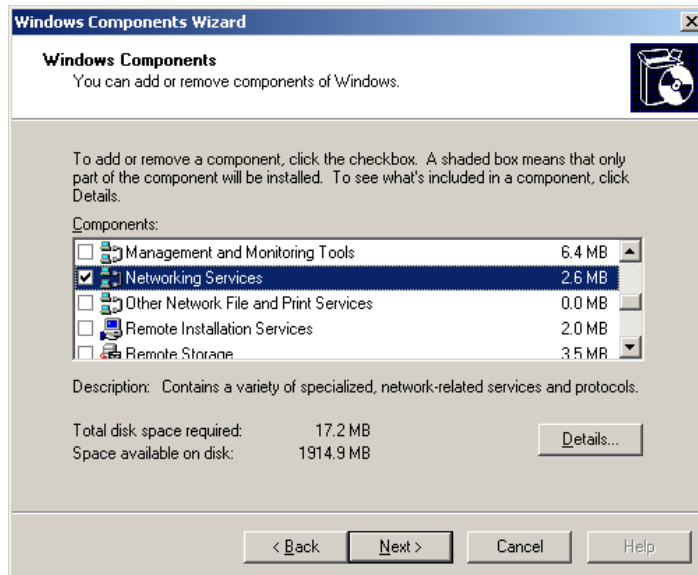 Windows Components Wizard
Windows Components
You can add or remove components of Windows.
To add or remove a component, click the checkbox. A shaded box means that only
part of the component will be installed. To see what's included in a component, click
Details.
Components:
Management and Monitoring Tools 6.4 MB
Networking Services 2.6 MB
Other Network File and Print Services 0.0 MB
Remote Installation Services 2.0 MB
Remote Storage 3.5 MB
Description: Contains a variety of specialized, network-related services and protocols.
Total disk space required: 17.2 MB
Space available on disk: 1914.9 MB
Details...
< Back Next > Cancel Help